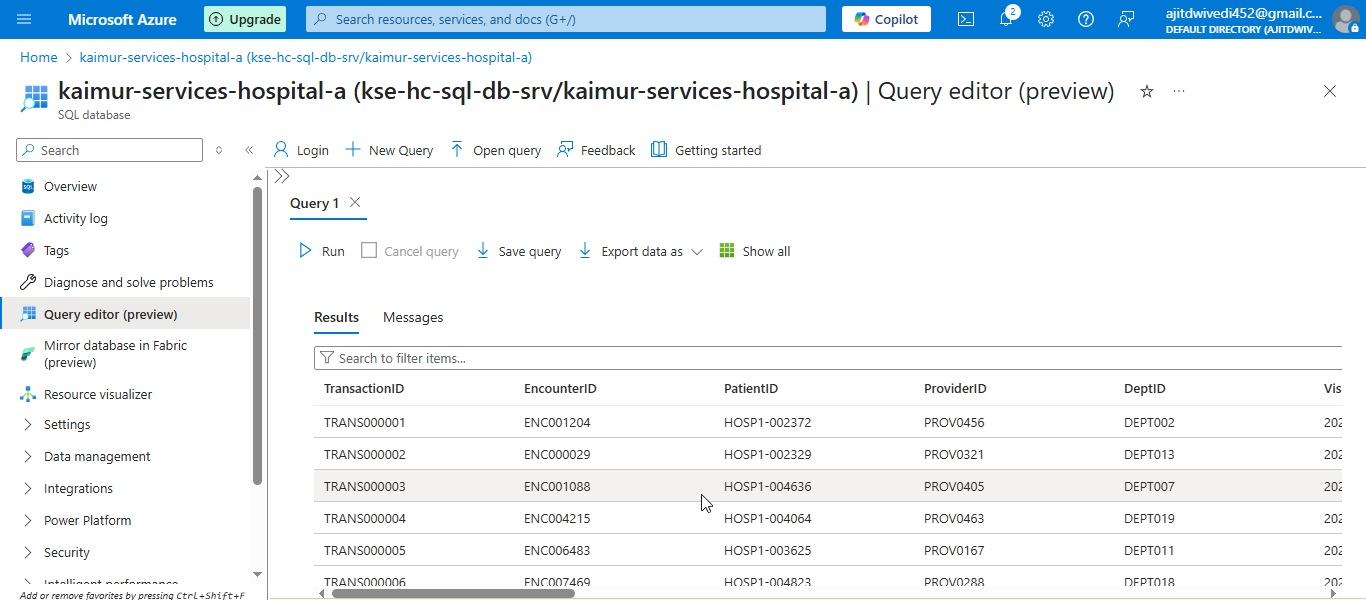 Microsoft Azure
Upgrade
Search resources, services, and docs (G+/)
Copilot
2
ajitdwivedi452@gmail.c...
DEFAULT DIRECTORY (AJITDWIV...
Home > kaimur-services-hospital-a (kse-hc-sql-db-srv/kaimur-services-hospital-a)
kaimur-services-hospital-a (kse-hc-sql-db-srv/kaimur-services-hospital-a) | Query editor (preview)
SQL database
Search
Login
New Query
Open query
Feedback
Getting started
Overview
Activity log
Tags
Diagnose and solve problems
Query editor (preview)
Mirror database in Fabric
(preview)
Resource visualizer
Settings
Data management
Integrations
Power Platform
Security
Intelligent performance
Add or remove favorites by pressing Ctrl+Shift+F
Query 1
Run
Cancel query
Save query
Export data as
Show all
Results
Messages
Search to filter items...
TransactionID EncounterID PatientID ProviderID DeptID Vis
TRANS000001 ENC001204 HOSP1-002372 PROV0456 DEPT002 202
TRANS000002 ENC000029 HOSP1-002329 PROV0321 DEPT013 202
TRANS000003 ENC001088 HOSP1-004636 PROV0405 DEPT007 202
TRANS000004 ENC004215 HOSP1-004064 PROV0463 DEPT019 202
TRANS000005 ENC006483 HOSP1-003625 PROV0167 DEPT011 202
TRANS000006 ENC007469 HOSP1-004823 PROV0288 DEPT018 202